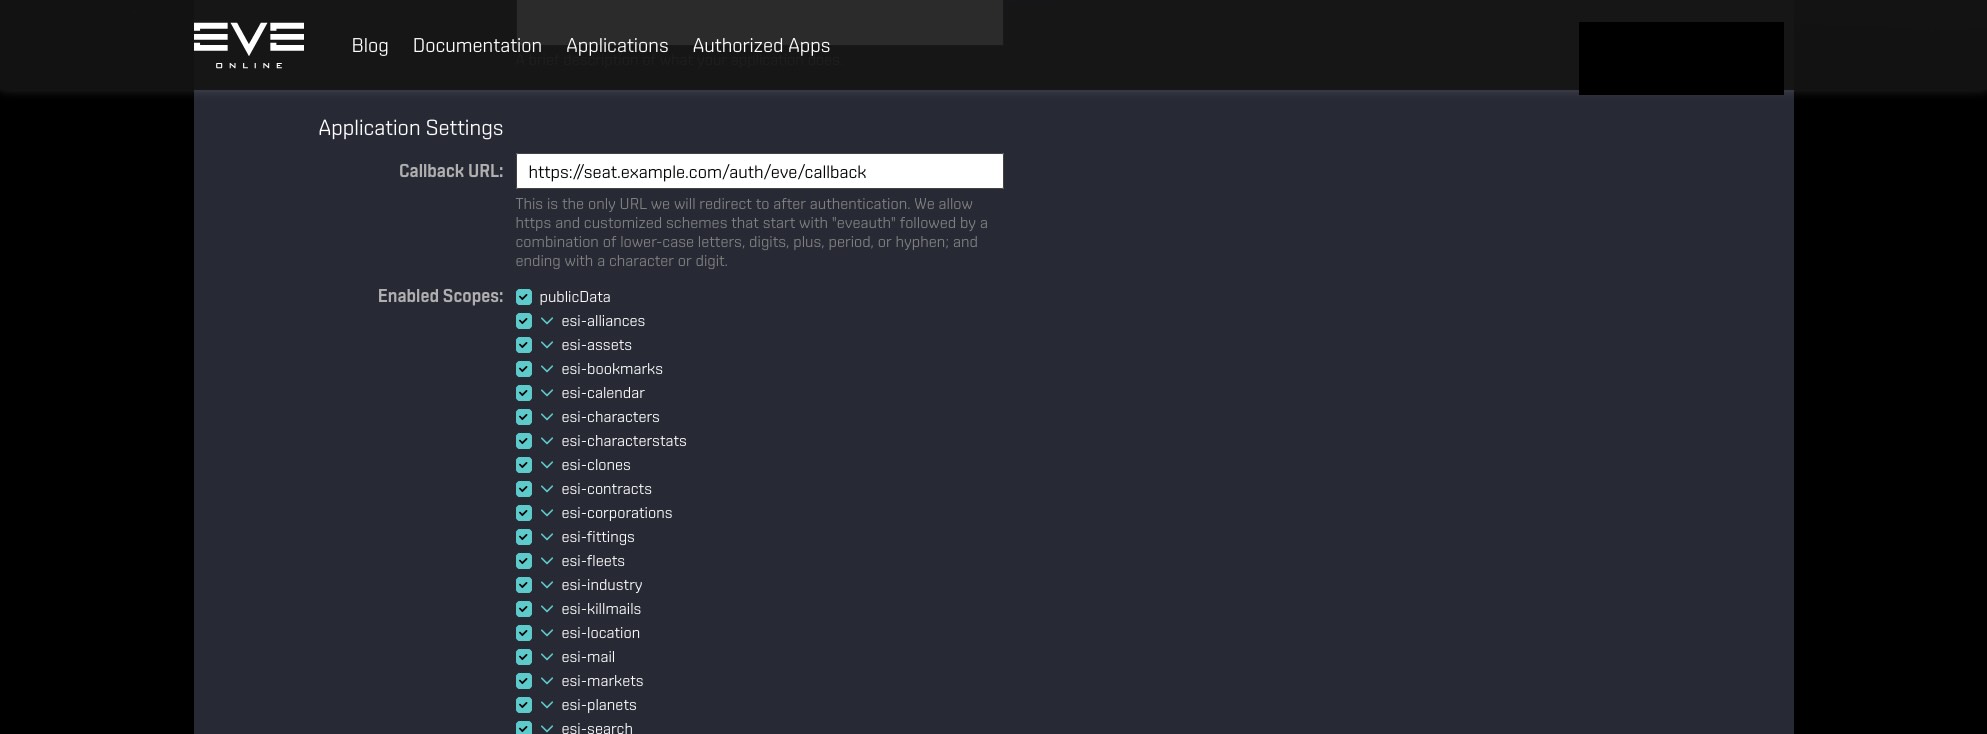 EVE
ONLINE
Blog Documentation Applications Authorized Apps
A brief description of what your application does
Application Settings
Callback URL: https://seat.example.com/auth/eve/callback
This is the only URL we will redirect to after authentication. We allow
https and customized schemes that start with "eveauth" followed by a
combination of lower-case letters, digits, plus, period, or hyphen; and
ending with a character or digit.
Enabled Scopes: publicData
esi-alliances
esi-assets
esi-bookmarks
esi-calendar
esi-characters
esi-characterstats
esi-clones
esi-contracts
esi-corporations
esi-fittings
esi-fleets
esi-industry
esi-killmails
esi-location
esi-mail
esi-markets
esi-planets
esi-search